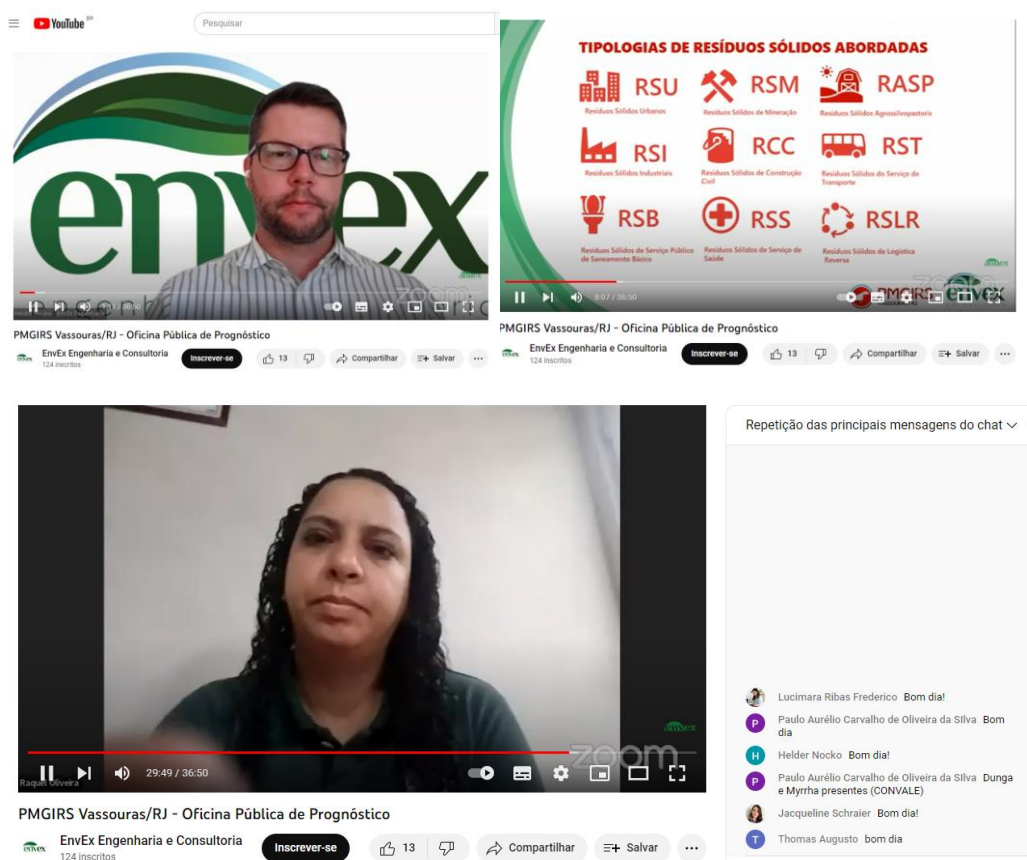 YouTube BR
Pesquisar
envex
36:50
zoom
PMGIRS Vassouras/RJ - Oficina Pública de Prognóstico
EnvEx Engenharia e Consultoria
124 inscritos
Inscrever-se
13
Compartilhar
Salvar
TIPOLOGIAS DE RESÍDUOS SÓLIDOS ABORDADAS
RSU
Resíduos Sólidos Urbanos
RSM
Resíduos Sólidos de Mineração
RASP
Resíduos Sólidos Agrossilvopastoris
RSI
Resíduos Sólidos Industriais
RCC
Resíduos Sólidos de Construção
Civil
RST
Resíduos Sólidos do Serviço de
Transporte
RSB
Resíduos Sólidos de Serviço Público
de Saneamento Básico
RSS
Resíduos Sólidos de Serviço de
Saúde
RSLR
Resíduos Sólidos de Logística
Reversa
envex
zoom
PMGIRS
envex
8:07 / 36:50
PMGIRS Vassouras/RJ - Oficina Pública de Prognóstico
EnvEx Engenharia e Consultoria
124 inscritos
Inscrever-se
13
Compartilhar
Salvar
envex
zoom
29:49 / 36:50
Raquel Oliveira
PMGIRS Vassouras/RJ - Oficina Pública de Prognóstico
EnvEx Engenharia e Consultoria
124 inscritos
Inscrever-se
13
Compartilhar
Salvar
Repetição das principais mensagens do chat
Lucimara Ribas Frederico Bom dia!
P
Paulo Aurélio Carvalho de Oliveira da SIlva Bom
dia
H
Helder Nocko Bom dia!
P
Paulo Aurélio Carvalho de Oliveira da SIlva Dunga
e Myrrha presentes (CONVALE)
Jacqueline Schraier Bom dia!
T
Thomas Augusto bom dia